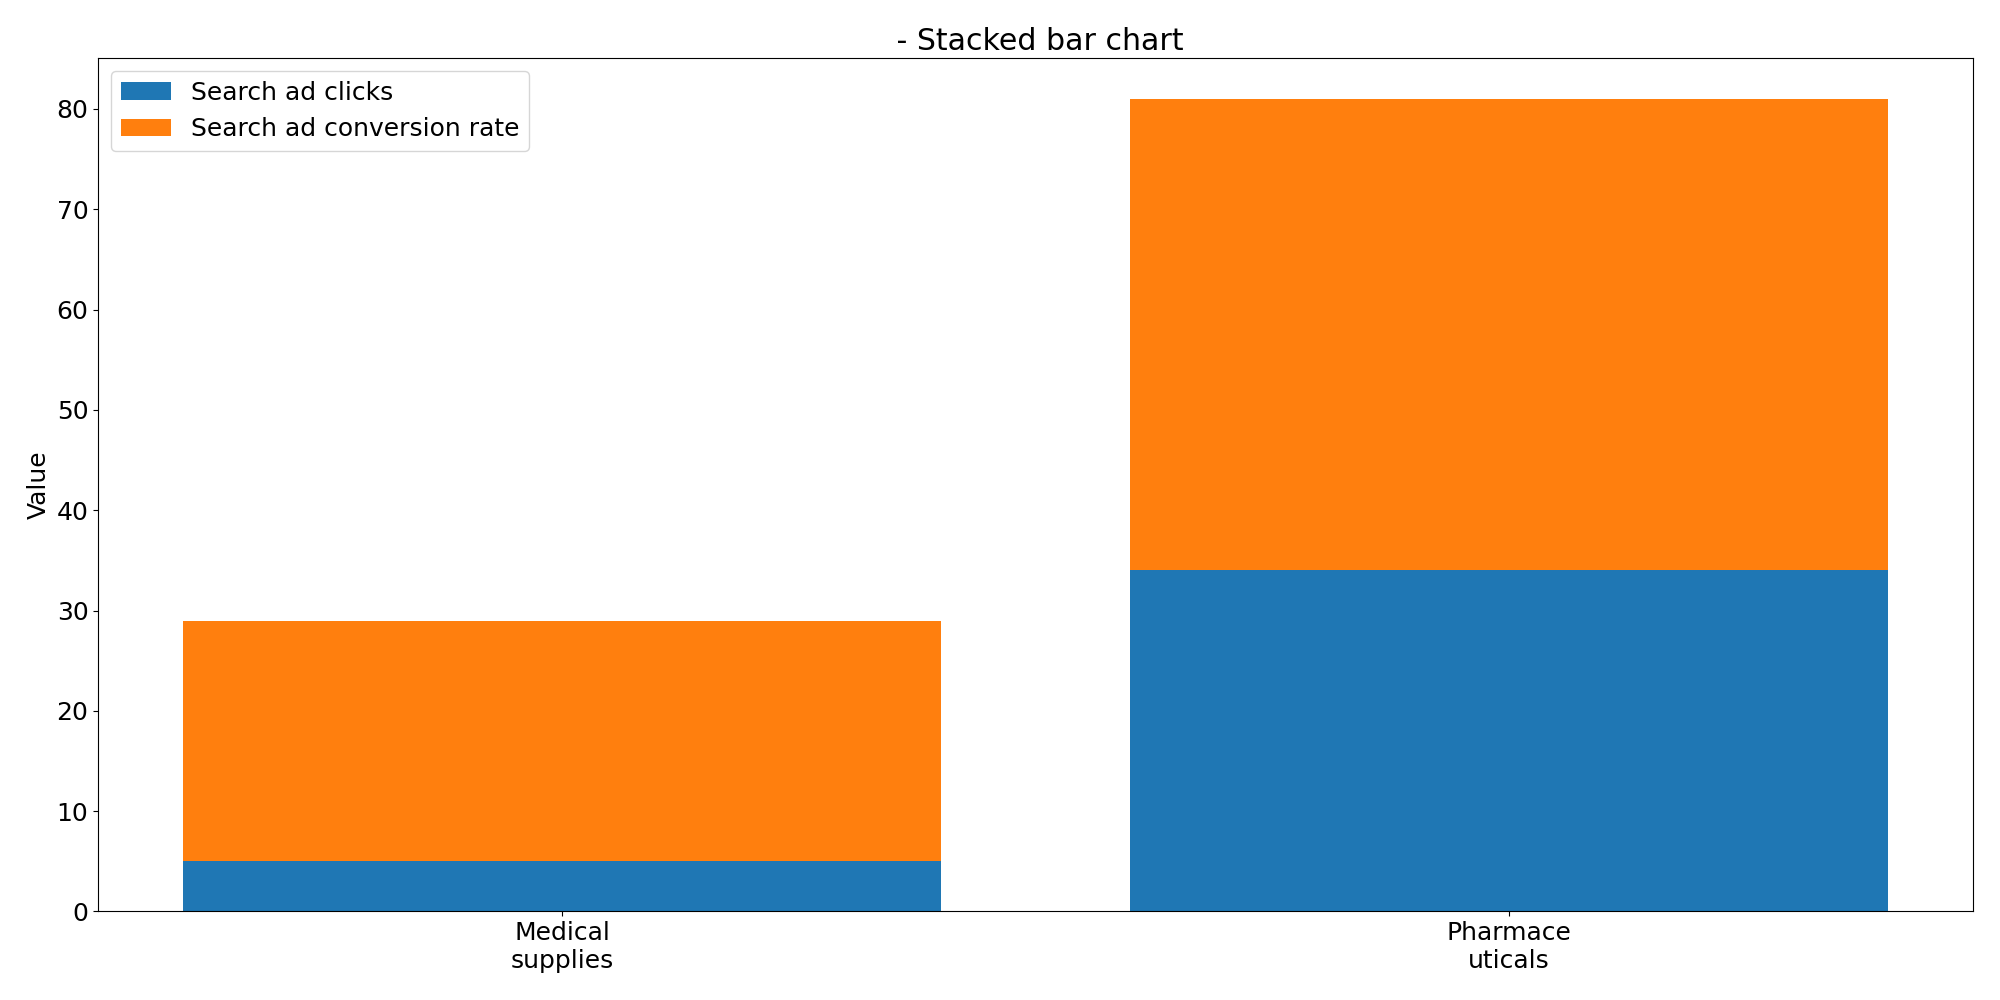 - Stacked bar chart
Search ad clicks
Search ad conversion rate
Value
80
70
60
50
40
30
20
10
0
Medical
supplies
Pharmace
uticals